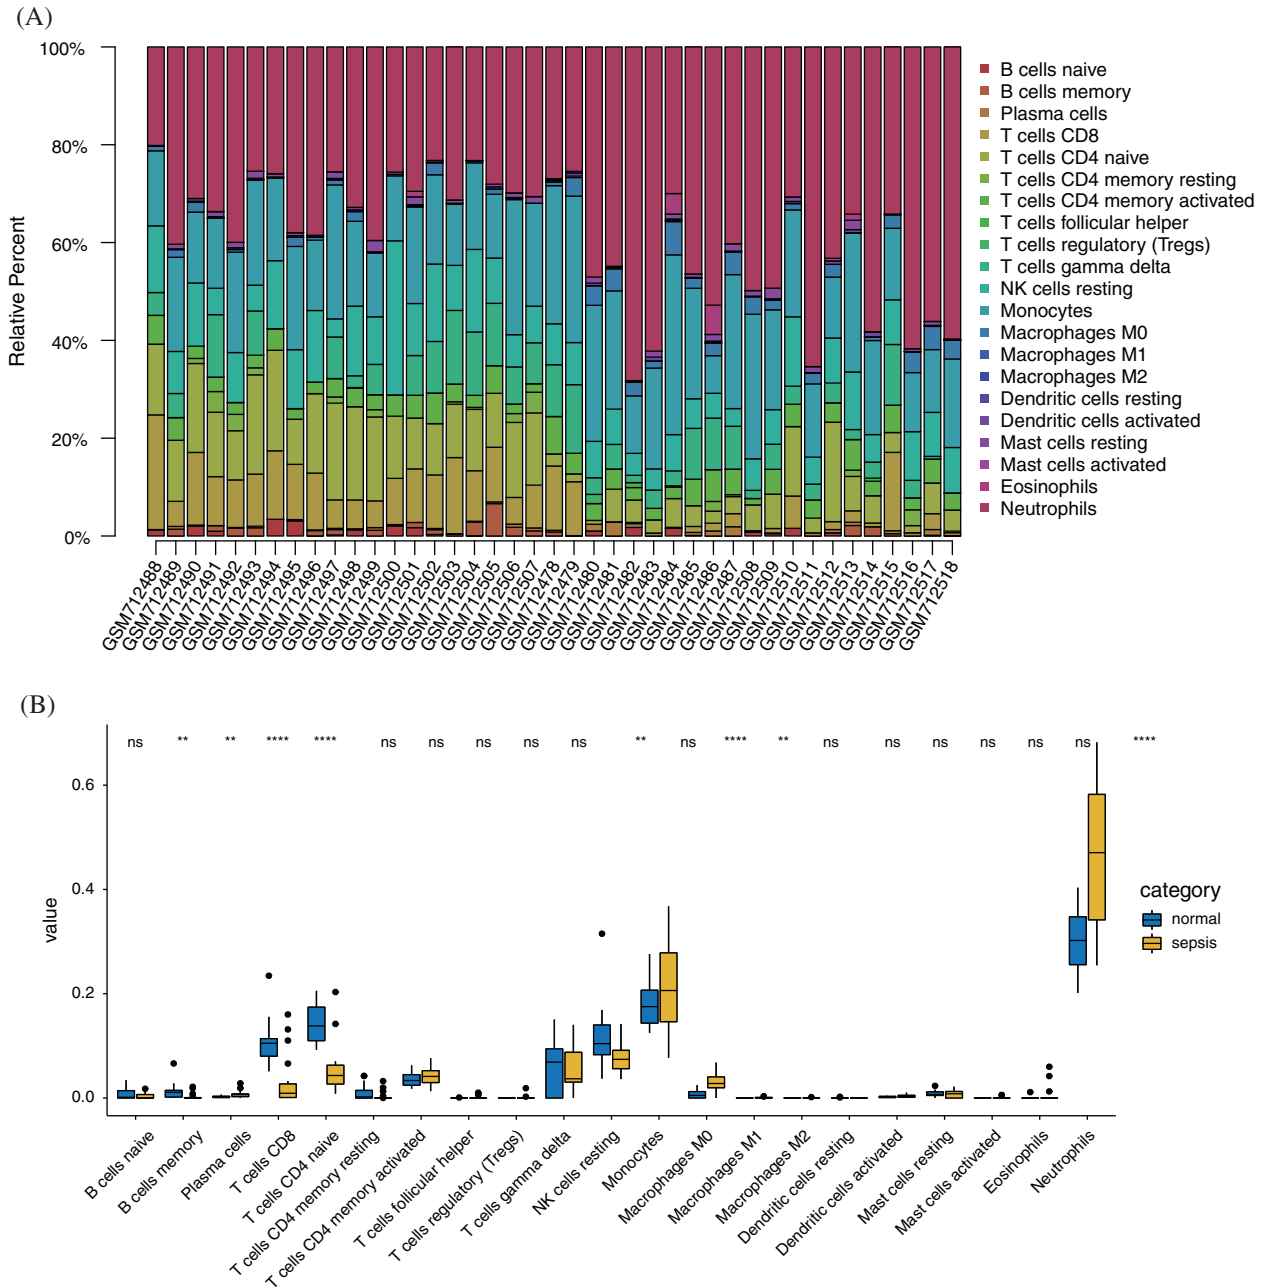 (A)
100%
80%
60%
40%
20%
0%
Relative Percent
B cells naive
B cells memory
Plasma cells
T cells CD8
T cells CD4 naive
T cells CD4 memory resting
T cells CD4 memory activated
T cells follicular helper
T cells regulatory (Tregs)
T cells gamma delta
NK cells resting
Monocytes
Macrophages M0
Macrophages M1
Macrophages M2
Dendritic cells resting
Dendritic cells activated
Mast cells resting
Mast cells activated
Eosinophils
Neutrophils
GSM712488
GSM712489
GSM712490
GSM712491
GSM712492
GSM712493
GSM712494
GSM712495
GSM712496
GSM712497
GSM712498
GSM712499
GSM712500
GSM712501
GSM712502
GSM712503
GSM712504
GSM712505
GSM712506
GSM712507
GSM712478
GSM712479
GSM712480
GSM712481
GSM712482
GSM712483
GSM712484
GSM712485
GSM712486
GSM712487
GSM712508
GSM712509
GSM712510
GSM712511
GSM712512
GSM712513
GSM712514
GSM712515
GSM712516
GSM712517
GSM712518
(B)
ns ** ** **** **** ns ns ns ns ns ** ns **** ** ns ns ns ns ns ns ****
0.6
0.4
0.2
0.0
value
category
normal
sepsis
B cells naive
B cells memory
Plasma cells
T cells CD8
T cells CD4 naive
T cells CD4 memory resting
T cells CD4 memory activated
T cells follicular helper
T cells regulatory (Tregs)
T cells gamma delta
NK cells resting
Monocytes
Macrophages M0
Macrophages M1
Macrophages M2
Dendritic cells resting
Dendritic cells activated
Mast cells resting
Mast cells activated
Eosinophils
Neutrophils